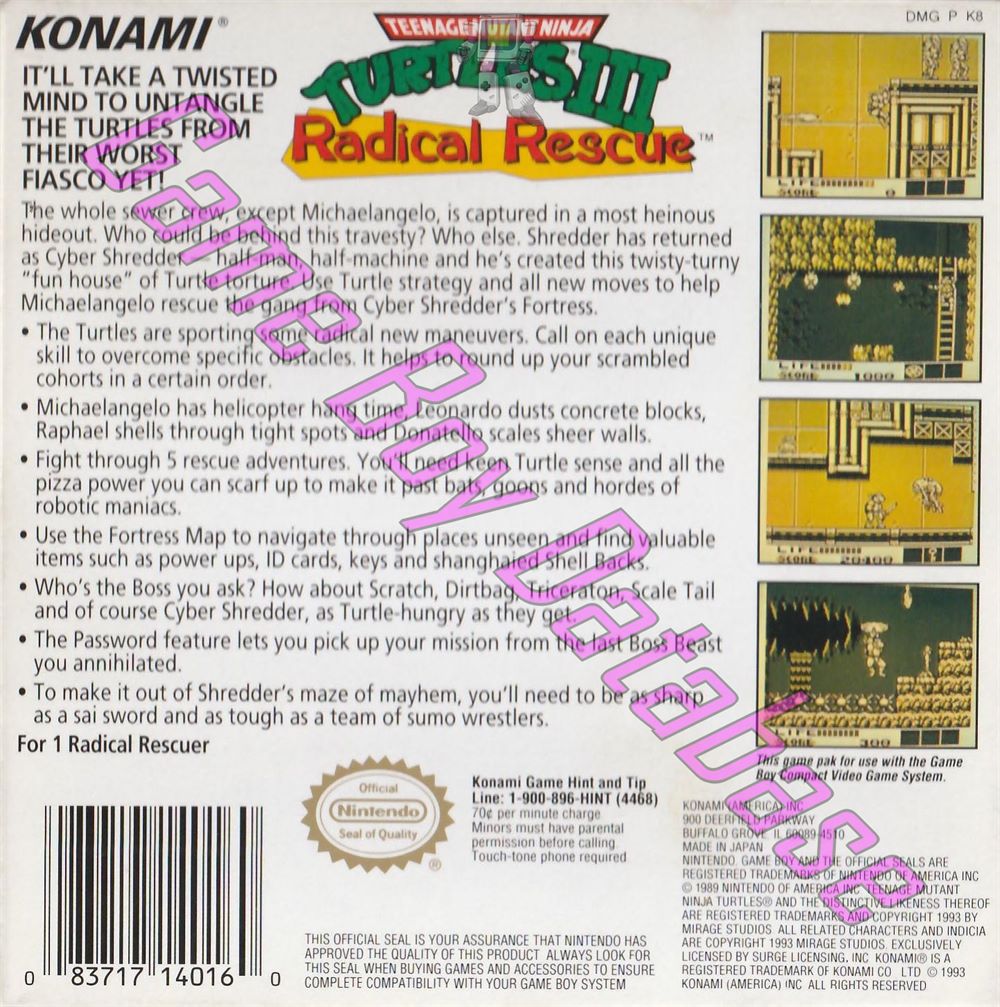 KONAMI®
DMG P K8
TEENAGE MUTANT NINJA
TURTLES III
Radical Rescue™
IT'LL TAKE A TWISTED
MIND TO UNTANGLE
THE TURTLES FROM
THEIR WORST
FIASCO YET!
The whole sewer crew, except Michaelangelo, is captured in a most heinous
hideout. Who could be behind this travesty? Who else. Shredder has returned
as Cyber Shredder – half-man, half-machine and he's created this twisty-turny
"fun house" of Turtle torture. Use Turtle strategy and all new moves to help
Michaelangelo rescue the gang from Cyber Shredder's Fortress.
• The Turtles are sporting some radical new maneuvers. Call on each unique
skill to overcome specific obstacles. It helps to round up your scrambled
cohorts in a certain order.
• Michaelangelo has helicopter hang time, Leonardo dusts concrete blocks,
Raphael shells through tight spots and Donatello scales sheer walls.
• Fight through 5 rescue adventures. You'll need keen Turtle sense and all the
pizza power you can scarf up to make it past bats, goons and hordes of
robotic maniacs.
• Use the Fortress Map to navigate through places unseen and find valuable
items such as power ups, ID cards, keys and shanghaied Shell Backs.
• Who's the Boss you ask? How about Scratch, Dirtbag, Triceraton, Scale Tail
and of course Cyber Shredder, as Turtle-hungry as they get.
• The Password feature lets you pick up your mission from the last Boss Beast
you annihilated.
• To make it out of Shredder's maze of mayhem, you'll need to be as sharp
as a sai sword and as tough as a team of sumo wrestlers.
For 1 Radical Rescuer
LIFE
SCORE 0
LIFE
SCORE 1000
LIFE
SCORE 20400
LIFE
SCORE 300
This game pak for use with the Game
Boy Compact Video Game System.
Official
Nintendo
Seal of Quality
®
Konami Game Hint and Tip
Line: 1-900-896-HINT (4468)
70¢ per minute charge
Minors must have parental
permission before calling.
Touch-tone phone required
KONAMI (AMERICA) INC
900 DEERFIELD PARKWAY
BUFFALO GROVE IL 60089-4510
MADE IN JAPAN
NINTENDO, GAME BOY AND THE OFFICIAL SEALS ARE
REGISTERED TRADEMARKS OF NINTENDO OF AMERICA INC
© 1989 NINTENDO OF AMERICA INC TEENAGE MUTANT
NINJA TURTLES® AND THE DISTINCTIVE LIKENESS THEREOF
ARE REGISTERED TRADEMARKS AND COPYRIGHT 1993 BY
MIRAGE STUDIOS. ALL RELATED CHARACTERS AND INDICIA
ARE COPYRIGHT 1993 MIRAGE STUDIOS. EXCLUSIVELY
LICENSED BY SURGE LICENSING, INC KONAMI® IS A
REGISTERED TRADEMARK OF KONAMI CO LTD © 1993
KONAMI (AMERICA) INC ALL RIGHTS RESERVED
THIS OFFICIAL SEAL IS YOUR ASSURANCE THAT NINTENDO HAS
APPROVED THE QUALITY OF THIS PRODUCT ALWAYS LOOK FOR
THIS SEAL WHEN BUYING GAMES AND ACCESSORIES TO ENSURE
COMPLETE COMPATIBILITY WITH YOUR GAME BOY SYSTEM
0 83717 14016 0
Game Boy Database